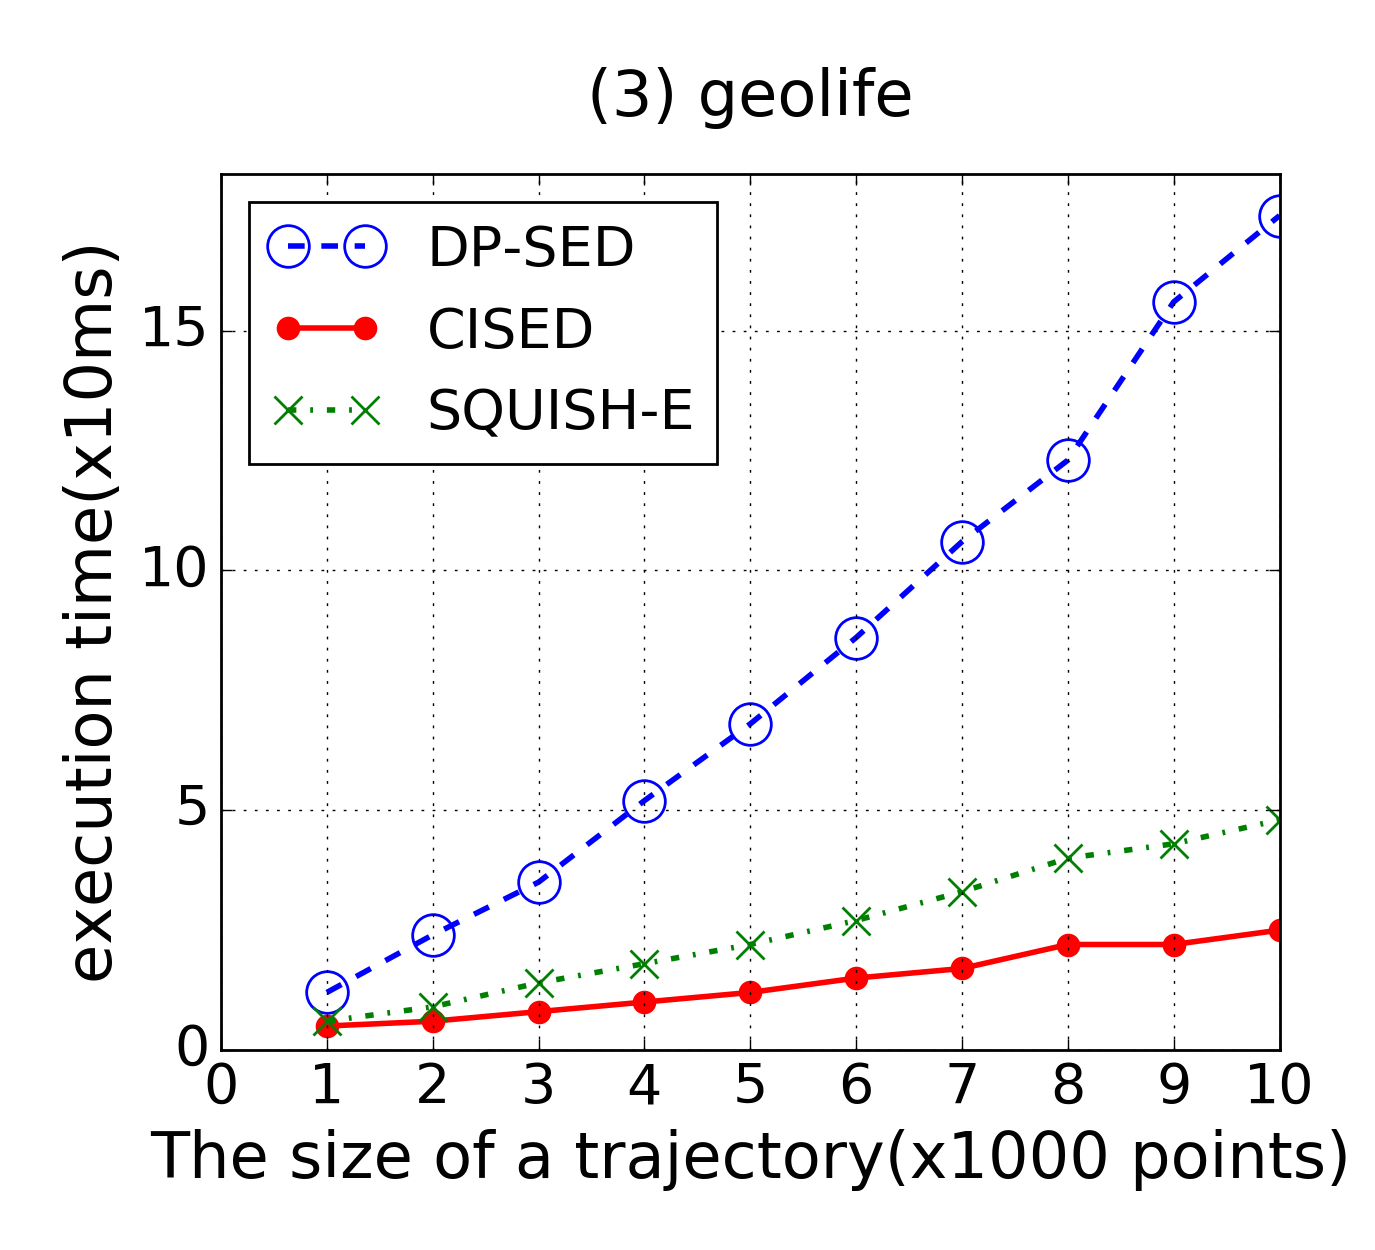 (3) geolife
DP-SED
CISED
SQUISH-E
execution time(x10ms)
15
10
5
0
0 1 2 3 4 5 6 7 8 9 10
The size of a trajectory(x1000 points)